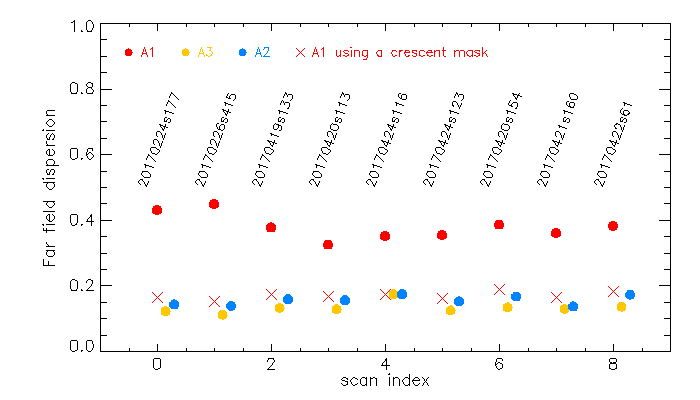 1.0
A1 A3 A2 A1 using a crescent mask
0.8
20170224s177
20170226s415
20170419s133
20170420s113
20170424s116
20170424s123
20170420s154
20170421s160
20170422s61
0.6
Far field dispersion
0.4
0.2
0.0
0 2 4 6 8
scan index